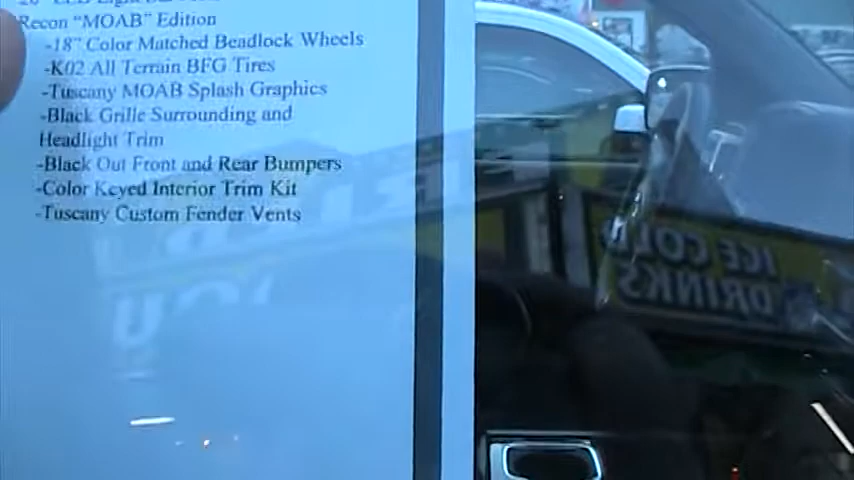 Recon “MOAB” Edition
-18" Color Matched Beadlock Wheels
-K02 All Terrain BFG Tires
-Tuscany MOAB Splash Graphics
-Black Grille Surrounding and
Headlight Trim
-Black Out Front and Rear Bumpers
-Color Keyed Interior Trim Kit
-Tuscany Custom Fender Vents
ICE COLD
DRINKS